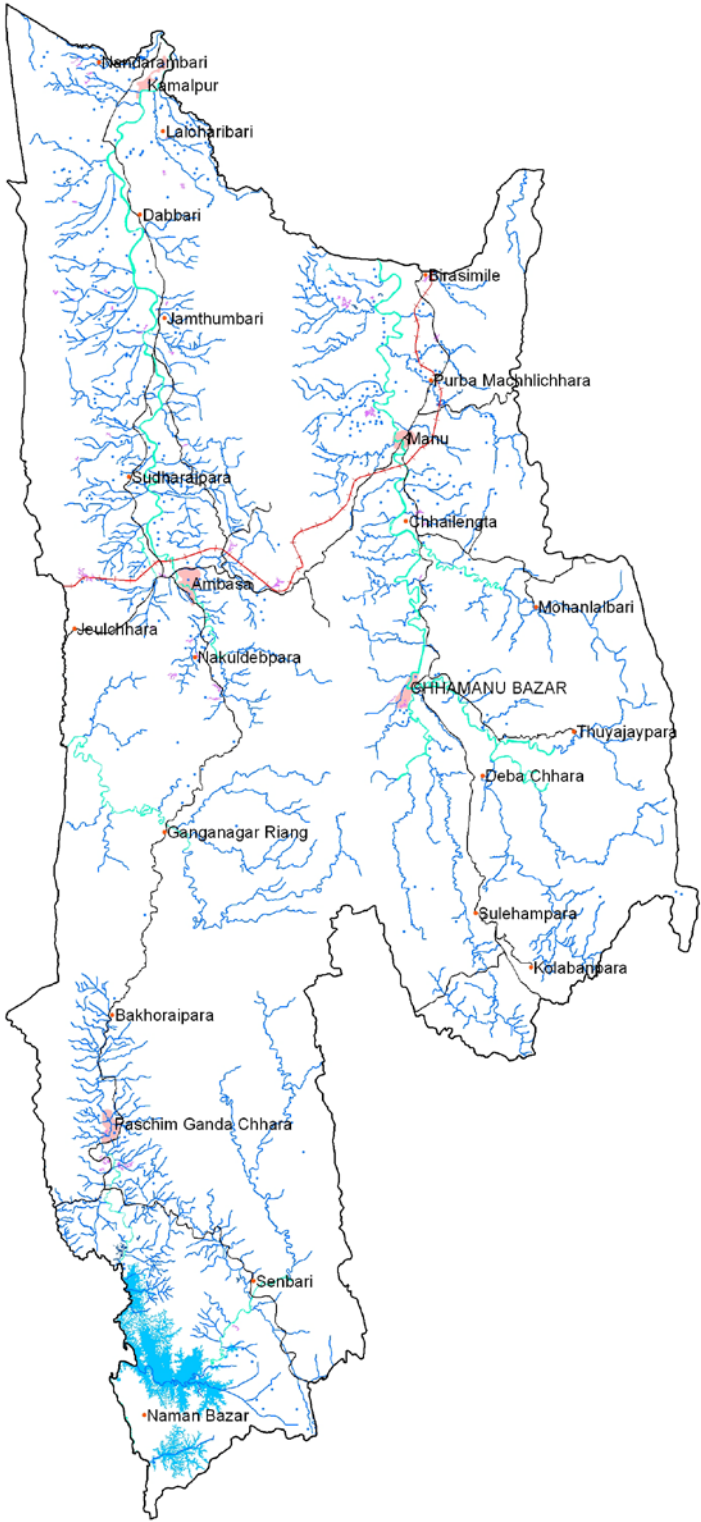 Nandarambari
Kamalpur
Laloharibari
Dabbari
Birasimile
Jamthumbari
Purba Machhlichhara
Manu
Sudharaipara
Chhailengta
Ambasa
Mohanlalbari
Jeulchhara
Nakuldebpara
CHHAMANU BAZAR
Thuyajaypara
Deba Chhara
Ganganagar Riang
Sulehampara
Kolabanpara
Bakhoraipara
Paschim Ganda Chhara
Senbari
Naman Bazar